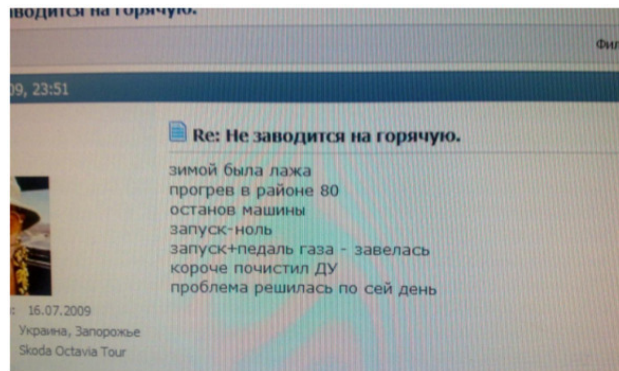 заводится на горячую.
Фил
09, 23:51
Re: Не заводится на горячую.
зимой была лажа
прогрев в районе 80
останов машины
запуск-ноль
запуск+педаль газа - завелась
короче почистил ДУ
проблема решилась по сей день
16.07.2009
Украина, Запорожье
Skoda Octavia Tour